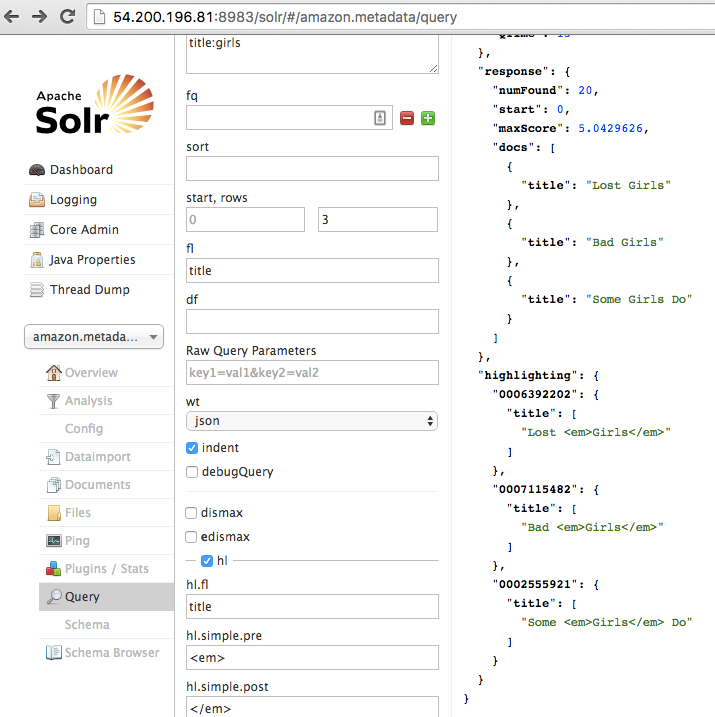 54.200.196.81:8983/solr/#/amazon.metadata/query
Apache
Solr
Dashboard
Logging
Core Admin
Java Properties
Thread Dump
amazon.metada...
Overview
Analysis
Config
Dataimport
Documents
Files
Ping
Plugins / Stats
Query
Schema
Schema Browser
title:girls
fq
sort
start, rows
0 3
fl
title
df
Raw Query Parameters
key1=val1&key2=val2
wt
json
indent
debugQuery
dismax
edismax
hl
hl.fl
title
hl.simple.pre
<em>
hl.simple.post
</em>
},
"response": {
"numFound": 20,
"start": 0,
"maxScore": 5.0429626,
"docs": [
{
"title": "Lost Girls"
},
{
"title": "Bad Girls"
},
{
"title": "Some Girls Do"
}
]
},
"highlighting": {
"0006392202": {
"title": [
"Lost <em>Girls</em>"
]
},
"0007115482": {
"title": [
"Bad <em>Girls</em>"
]
},
"0002555921": {
"title": [
"Some <em>Girls</em> Do"
]
}
}
}